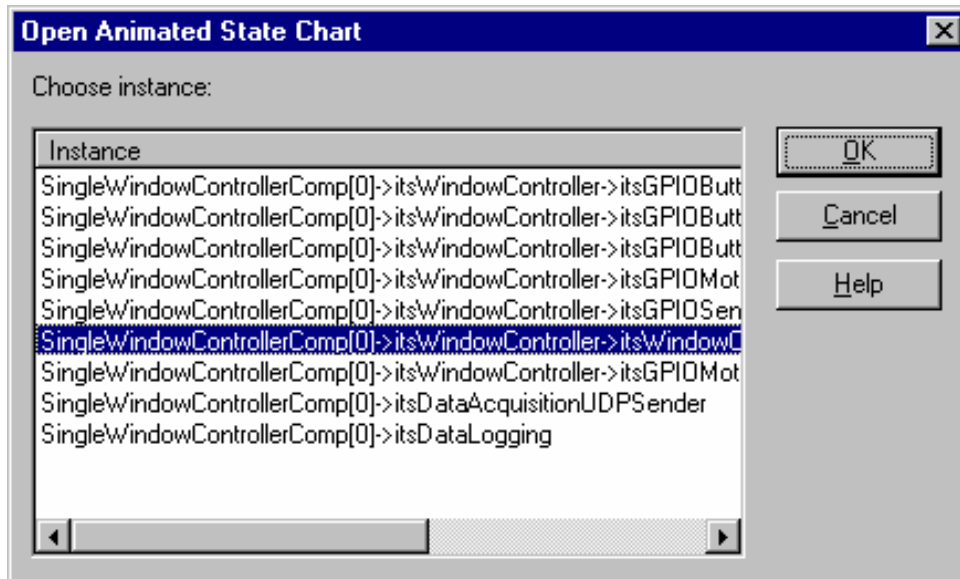 Open Animated State Chart
Choose instance:
Instance
SingleWindowControllerComp[0]->itsWindowController->itsGPIOButt
SingleWindowControllerComp[0]->itsWindowController->itsGPIOButt
SingleWindowControllerComp[0]->itsWindowController->itsGPIOButt
SingleWindowControllerComp[0]->itsWindowController->itsGPIOMot
SingleWindowControllerComp[0]->itsWindowController->itsGPIOSen
SingleWindowControllerComp[0]->itsWindowController->itsWindowC
SingleWindowControllerComp[0]->itsWindowController->itsGPIOMot
SingleWindowControllerComp[0]->itsDataAcquisitionUDPSender
SingleWindowControllerComp[0]->itsDataLogging
OK
Cancel
Help